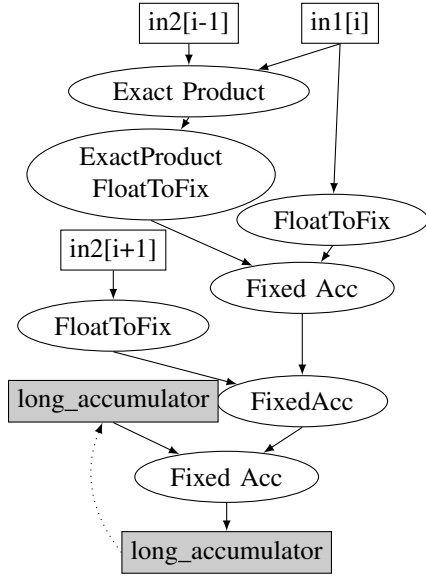 in2[i-1]
in1[i]
Exact Product
ExactProduct
FloatToFix
FloatToFix
in2[i+1]
Fixed Acc
FloatToFix
long_accumulator
FixedAcc
Fixed Acc
long_accumulator